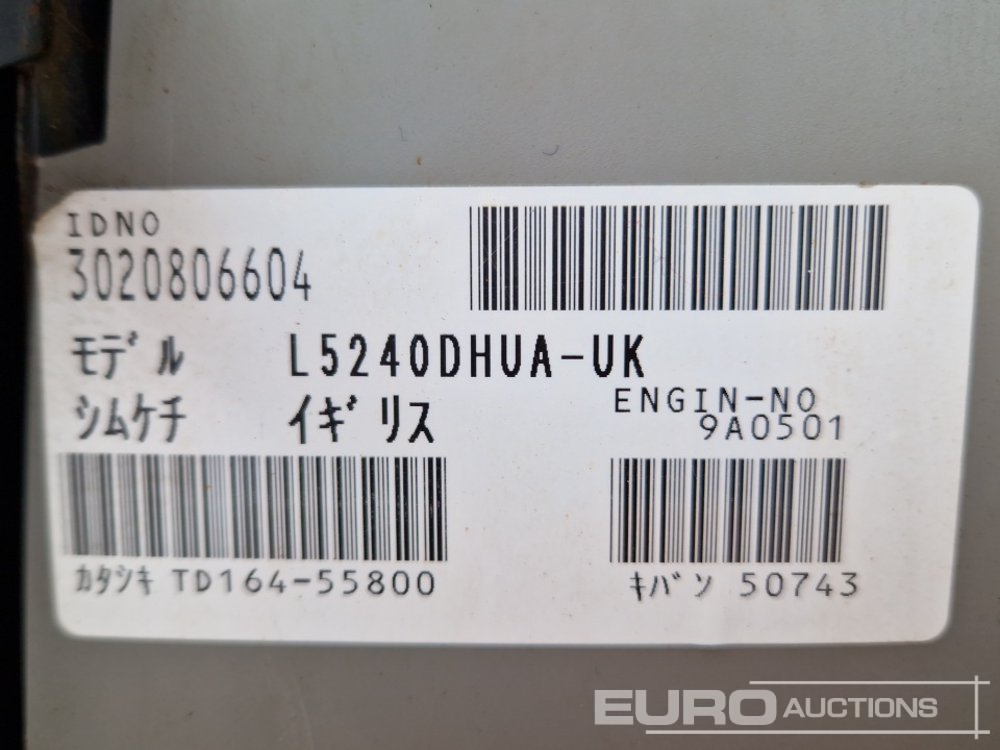 IDNO
3020806604
ﾓﾃﾞﾙ L5240DHUA-UK
ｼﾑｹﾁ ｲｷﾞﾘｽ
ENGIN-NO
9A0501
ｶﾀｼｷ TD164-55800
ｷﾊﾞﾝ 50743
EURO AUCTIONS